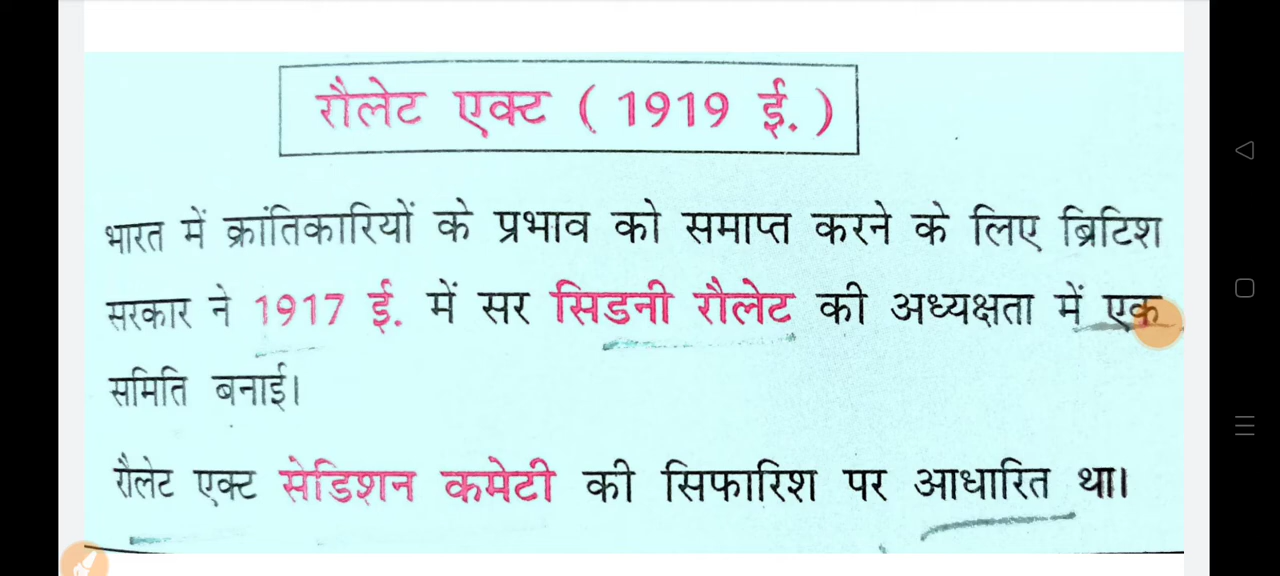 रौलेट एक्ट ( 1919 ई. )
भारत में क्रांतिकारियों के प्रभाव को समाप्त करने के लिए ब्रिटिश
सरकार ने 1917 ई. में सर सिडनी रौलेट की अध्यक्षता में एक
समिति बनाई।
रौलेट एक्ट सेडिशन कमेटी की सिफारिश पर आधारित था।